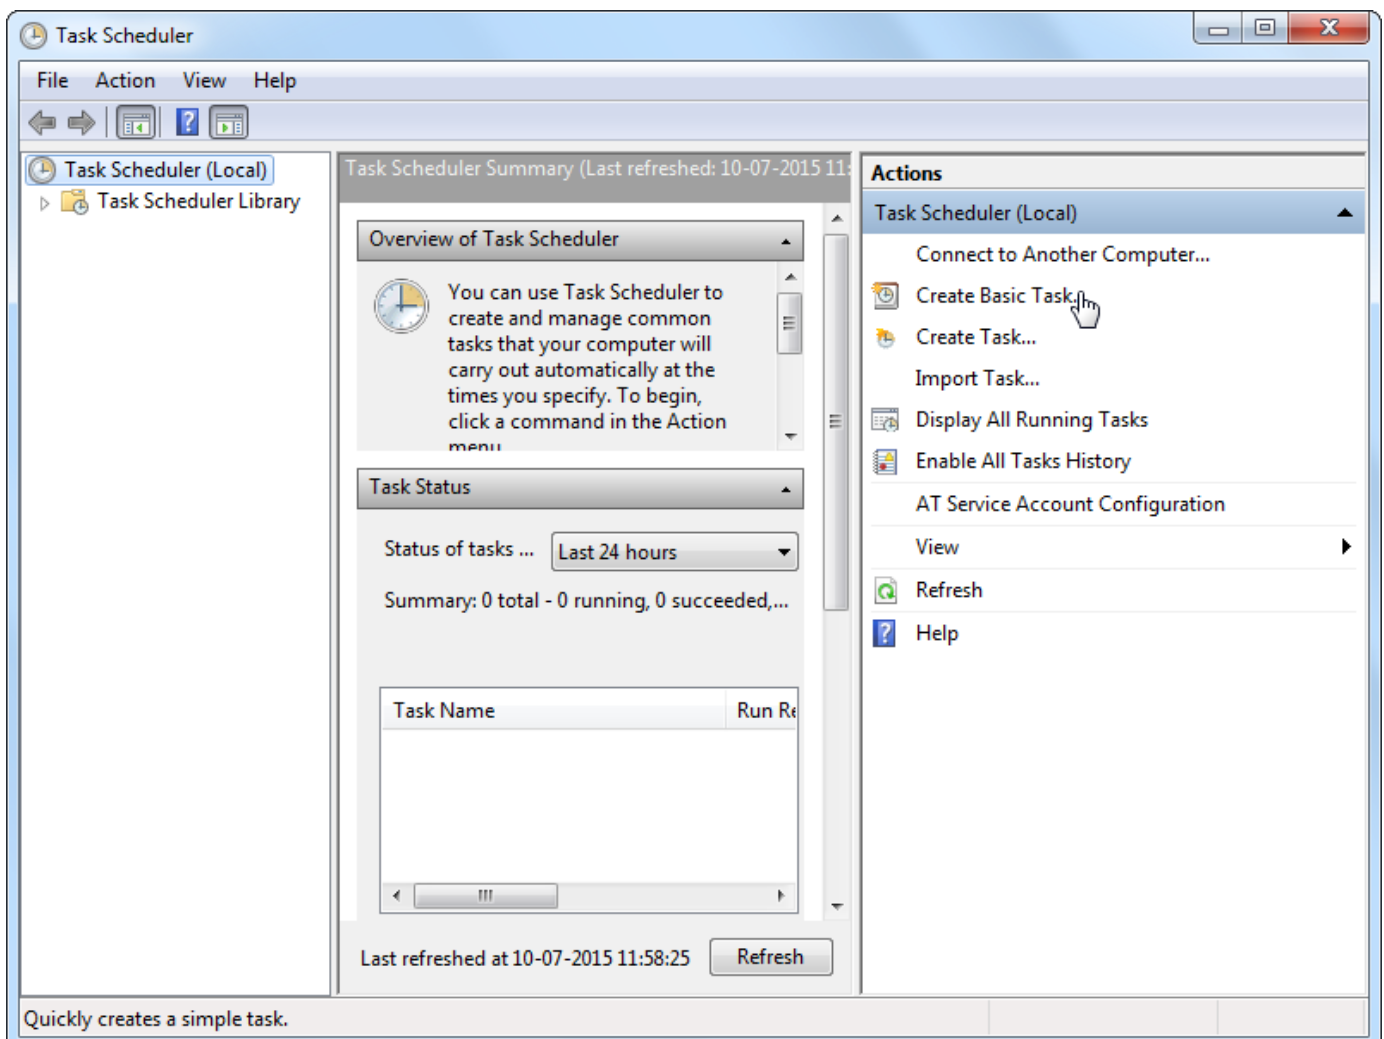 Task Scheduler
File Action View Help
Task Scheduler (Local)
Task Scheduler Library
Task Scheduler Summary (Last refreshed: 10-07-2015 11:
Overview of Task Scheduler
You can use Task Scheduler to
create and manage common
tasks that your computer will
carry out automatically at the
times you specify. To begin,
click a command in the Action
menu
Task Status
Status of tasks ... Last 24 hours
Summary: 0 total - 0 running, 0 succeeded,...
Task Name Run Re
Last refreshed at 10-07-2015 11:58:25 Refresh
Actions
Task Scheduler (Local)
Connect to Another Computer...
Create Basic Task.
Create Task...
Import Task...
Display All Running Tasks
Enable All Tasks History
AT Service Account Configuration
View
Refresh
Help
Quickly creates a simple task.